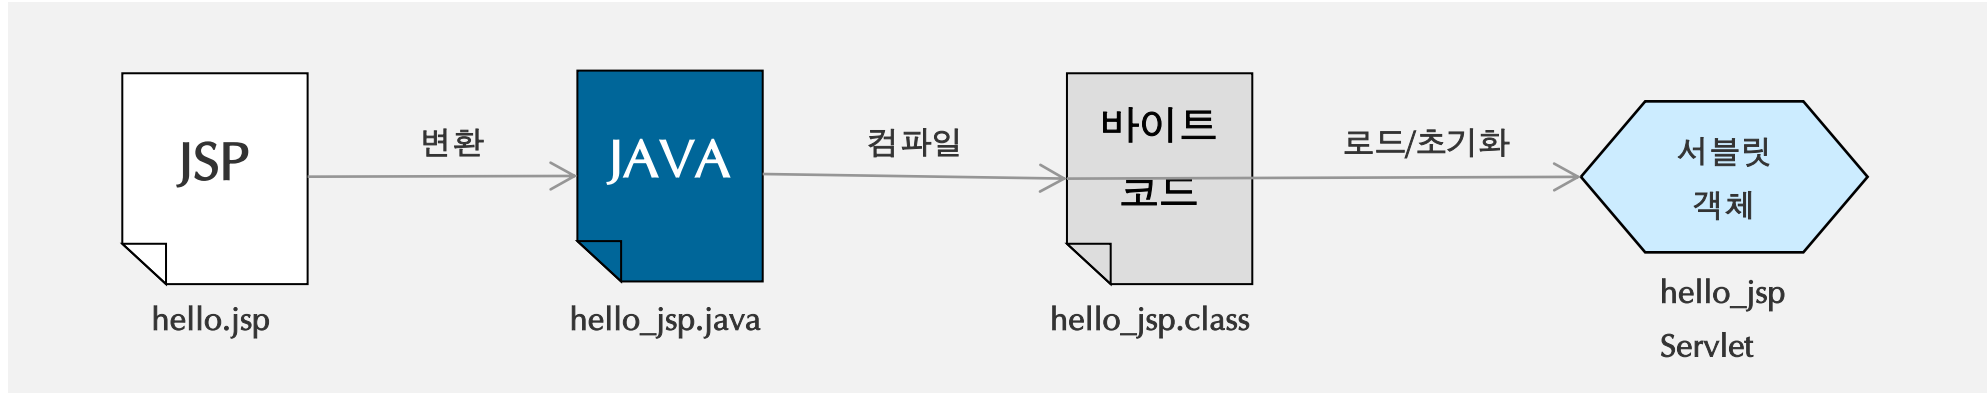 JSP
변환
JAVA
컴파일
바이트
코드
로드/초기화
서블릿
객체
hello.jsp
hello_jsp.java
hello_jsp.class
hello_jsp
Servlet